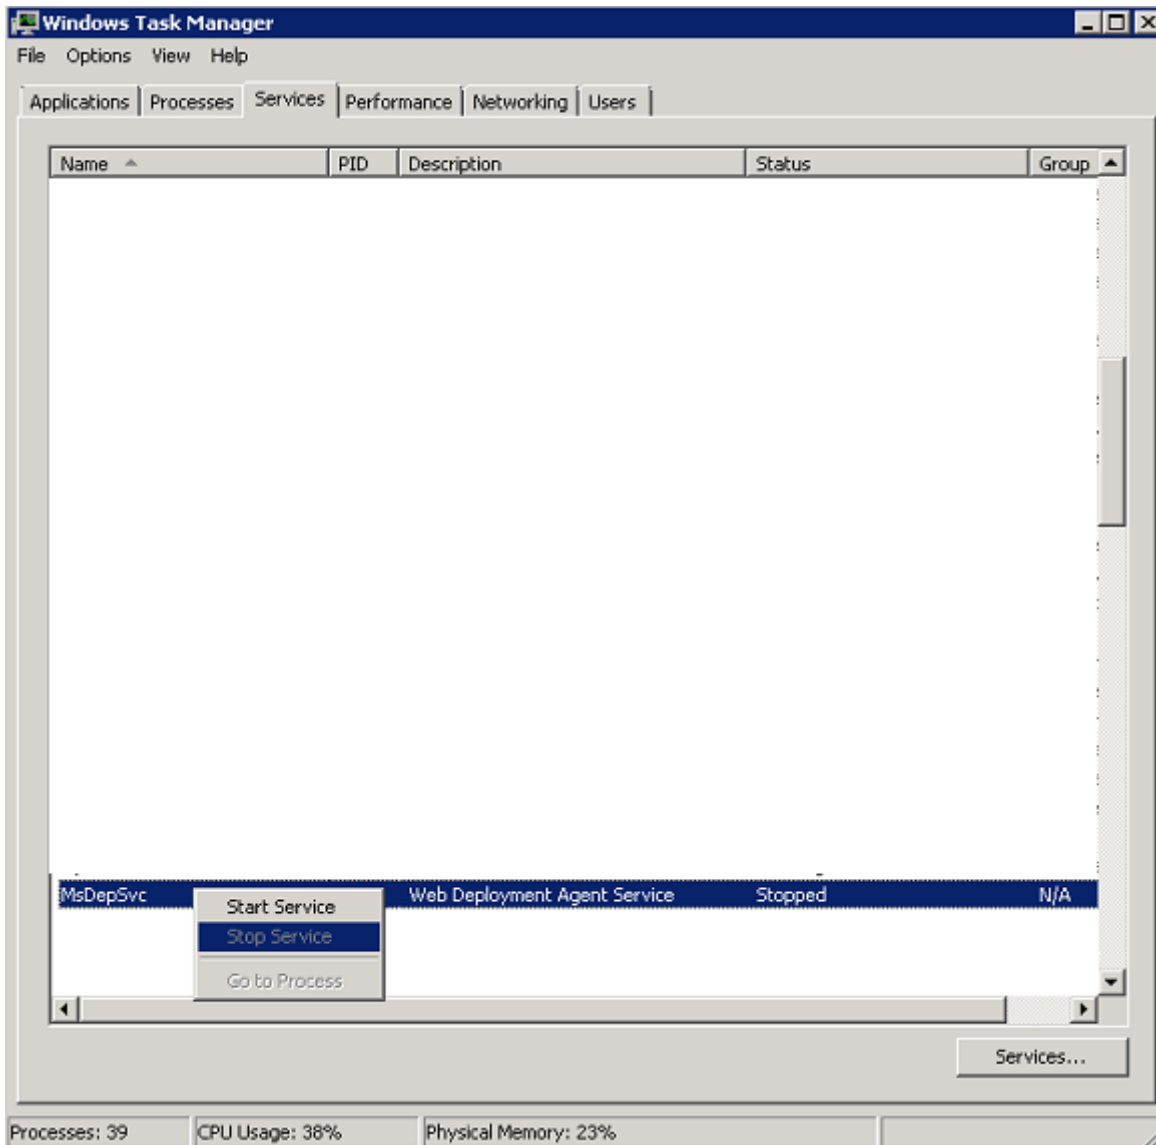 Windows Task Manager
File Options View Help
Applications Processes Services Performance Networking Users
Name PID Description Status Group
MsDepSvc Web Deployment Agent Service Stopped N/A
Start Service
Stop Service
Go to Process
Services...
Processes: 39 CPU Usage: 38% Physical Memory: 23%